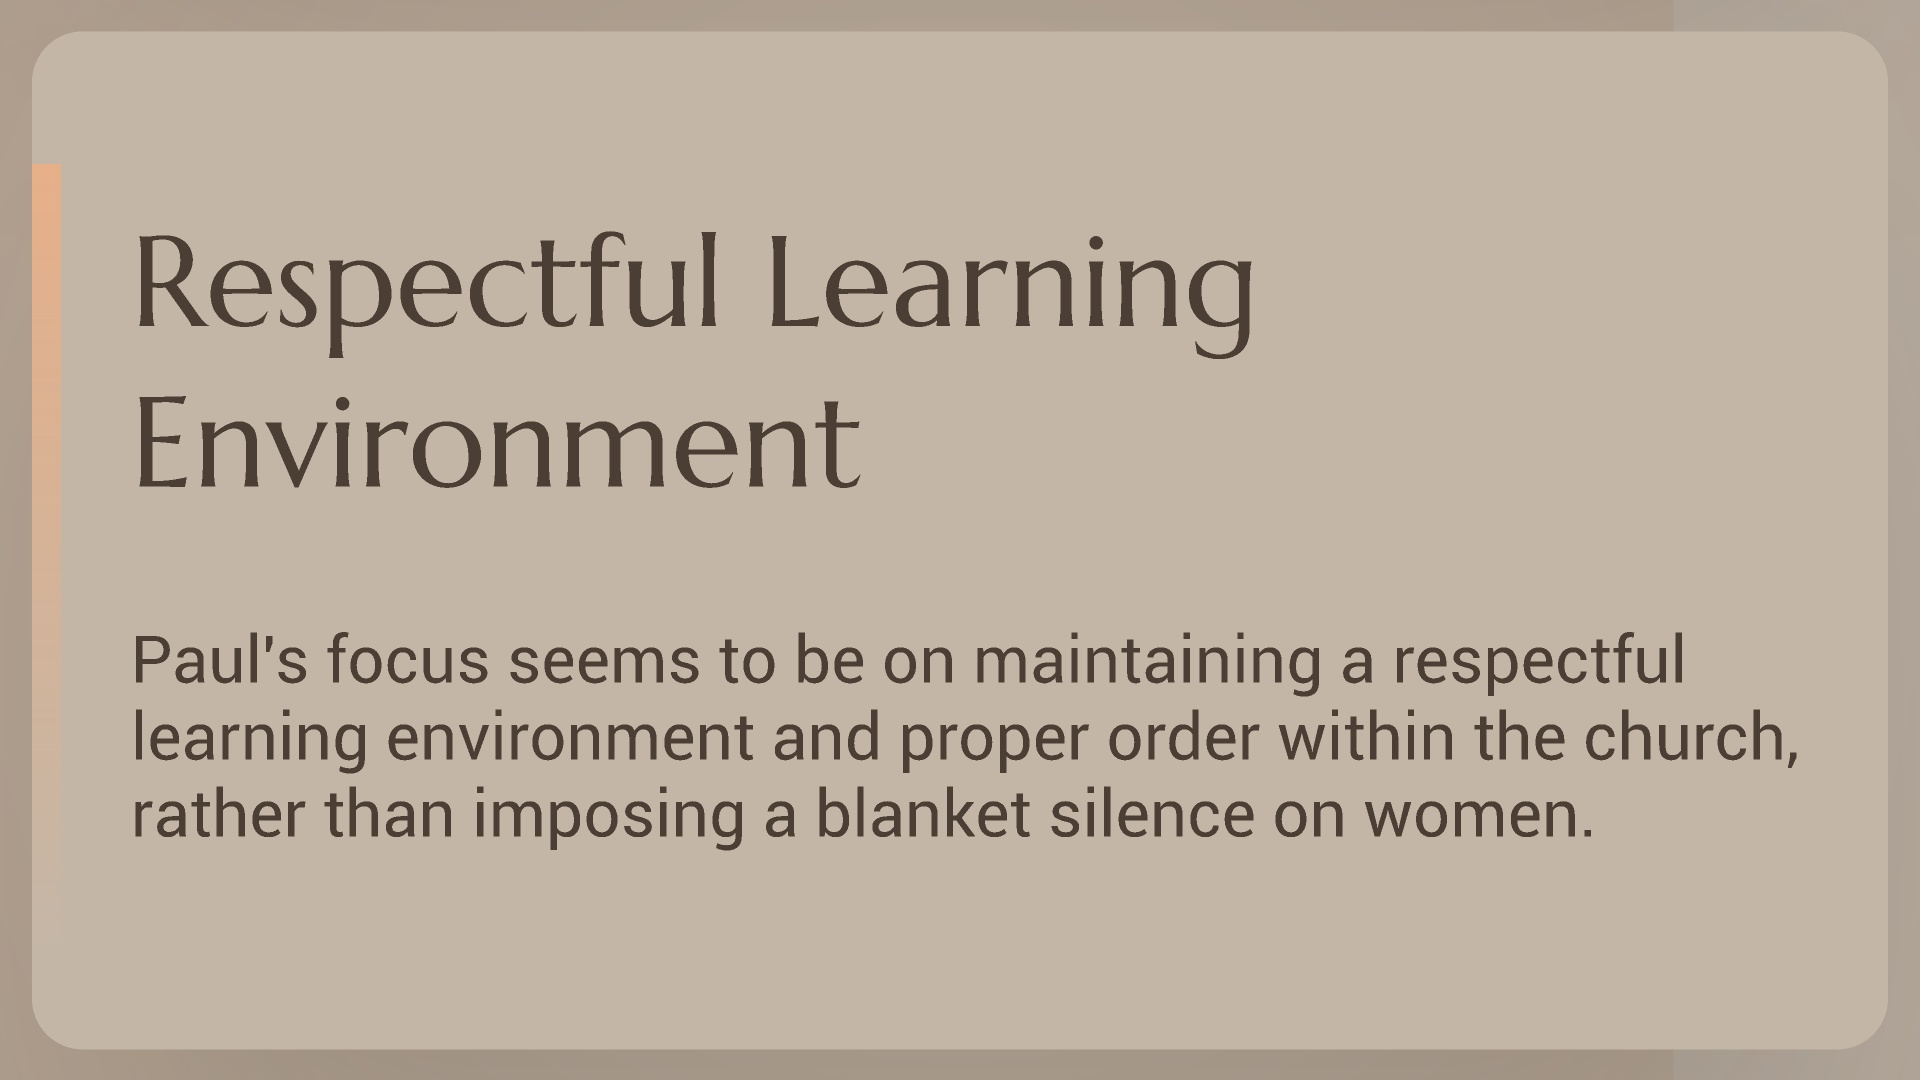 Respectful Learning
Environment
Paul's focus seems to be on maintaining a respectful
learning environment and proper order within the church,
rather than imposing a blanket silence on women.